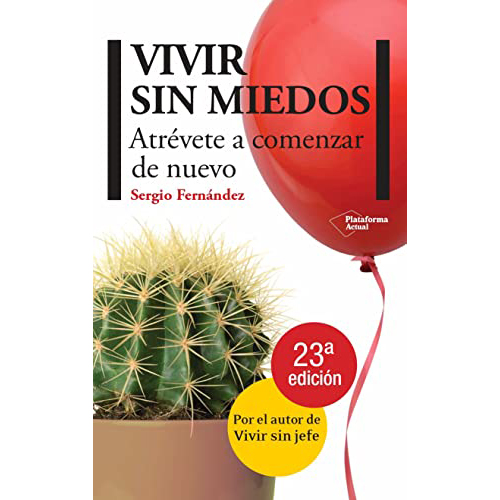 VIVIR
SIN MIEDOS
Atrévete a comenzar
de nuevo
Sergio Fernández
Plataforma
Actual
23ª
edición
Por el autor de
Vivir sin jefe